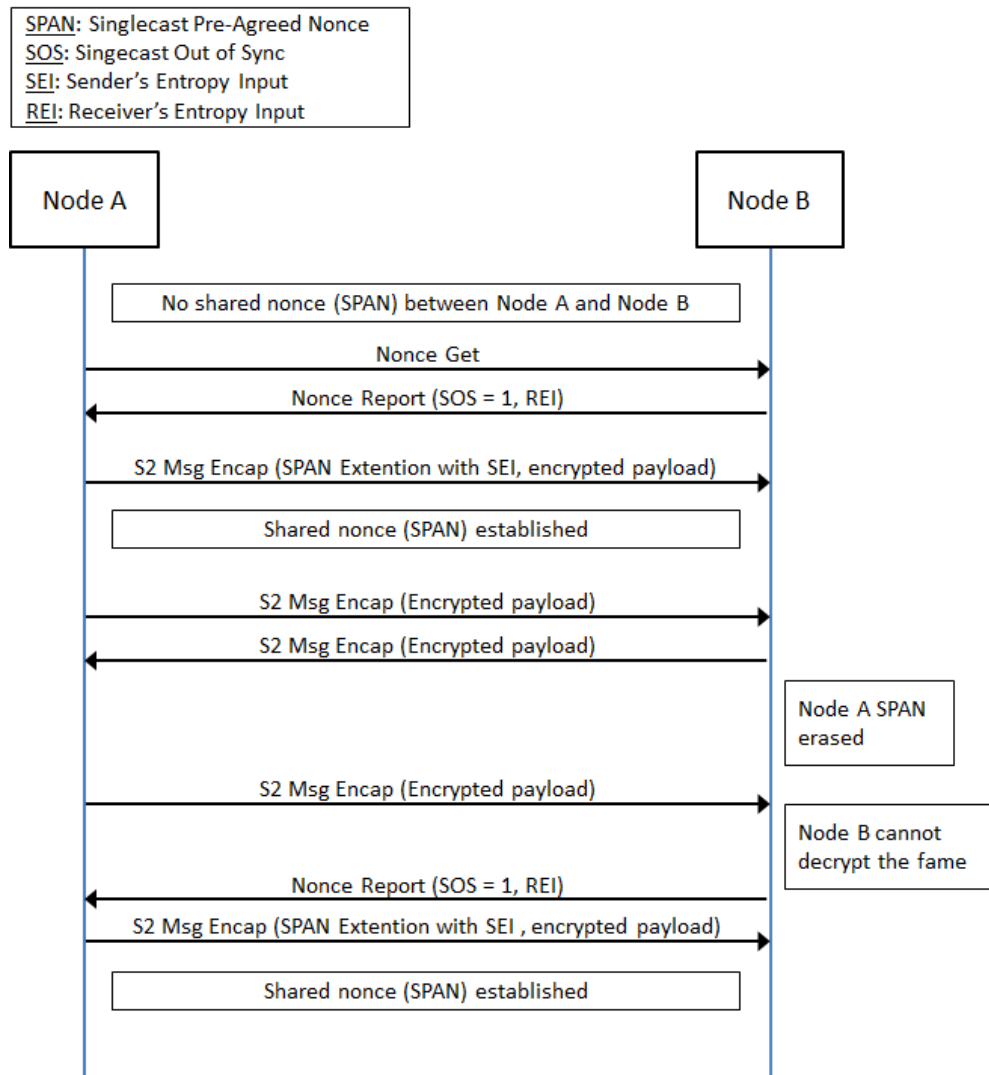 SPAN: Singlecast Pre-Agreed Nonce
SOS: Singecast Out of Sync
SEI: Sender's Entropy Input
REI: Receiver's Entropy Input
Node A
Node B
No shared nonce (SPAN) between Node A and Node B
Nonce Get
Nonce Report (SOS = 1, REI)
S2 Msg Encap (SPAN Extention with SEI, encrypted payload)
Shared nonce (SPAN) established
S2 Msg Encap (Encrypted payload)
S2 Msg Encap (Encrypted payload)
Node A SPAN
erased
S2 Msg Encap (Encrypted payload)
Node B cannot
decrypt the fame
Nonce Report (SOS = 1, REI)
S2 Msg Encap (SPAN Extention with SEI , encrypted payload)
Shared nonce (SPAN) established